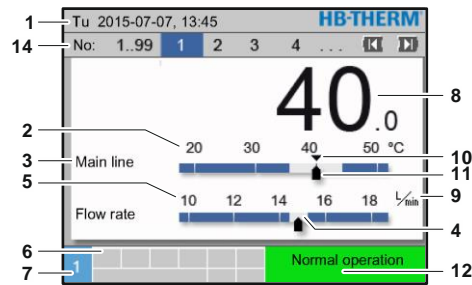 1 Tu 2015-07-07, 13:45 HB-THERM
14 No: 1..99 1 2 3 4 ...
40.0 8
2 20 30 40 50 °C 10
3 Main line 11
5 10 12 14 16 18 L/min 9
Flow rate 4
6
7 1 Normal operation 12